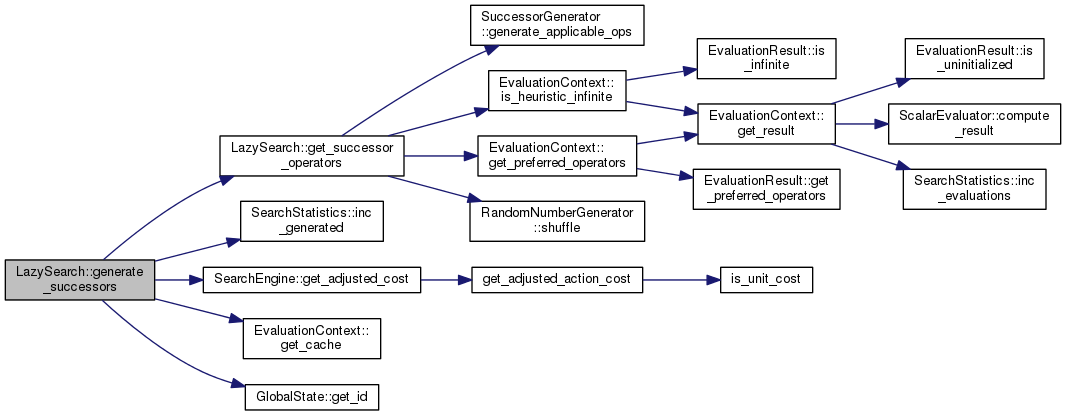 SuccessorGenerator
::generate_applicable_ops
EvaluationResult::is
_infinite
EvaluationResult::is
_uninitialized
EvaluationContext::
is_heuristic_infinite
EvaluationContext::
get_result
ScalarEvaluator::compute
_result
LazySearch::get_successor
_operators
EvaluationContext::
get_preferred_operators
EvaluationResult::get
_preferred_operators
SearchStatistics::inc
_evaluations
SearchStatistics::inc
_generated
RandomNumberGenerator
::shuffle
LazySearch::generate
_successors
SearchEngine::get_adjusted_cost
get_adjusted_action_cost
is_unit_cost
EvaluationContext::
get_cache
GlobalState::get_id